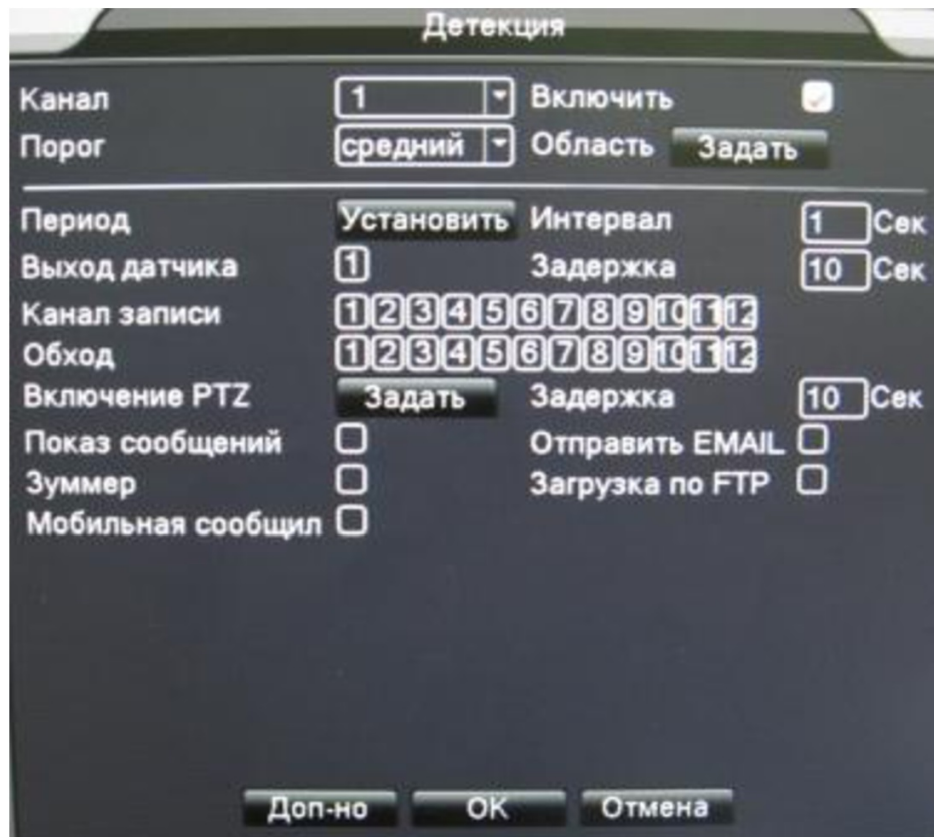 Детекция
Канал 1 Включить
Порог средний Область Задать
Период Установить Интервал 1 Сек
Выход датчика 1 Задержка 10 Сек
Канал записи 1 2 3 4 5 6 7 8 9 10 11 12
Обход 1 2 3 4 5 6 7 8 9 10 11 12
Включение PTZ Задать Задержка 10 Сек
Показ сообщений Отправить EMAIL
Зуммер Загрузка по FTP
Мобильная сообщил
Доп-но ОК Отмена